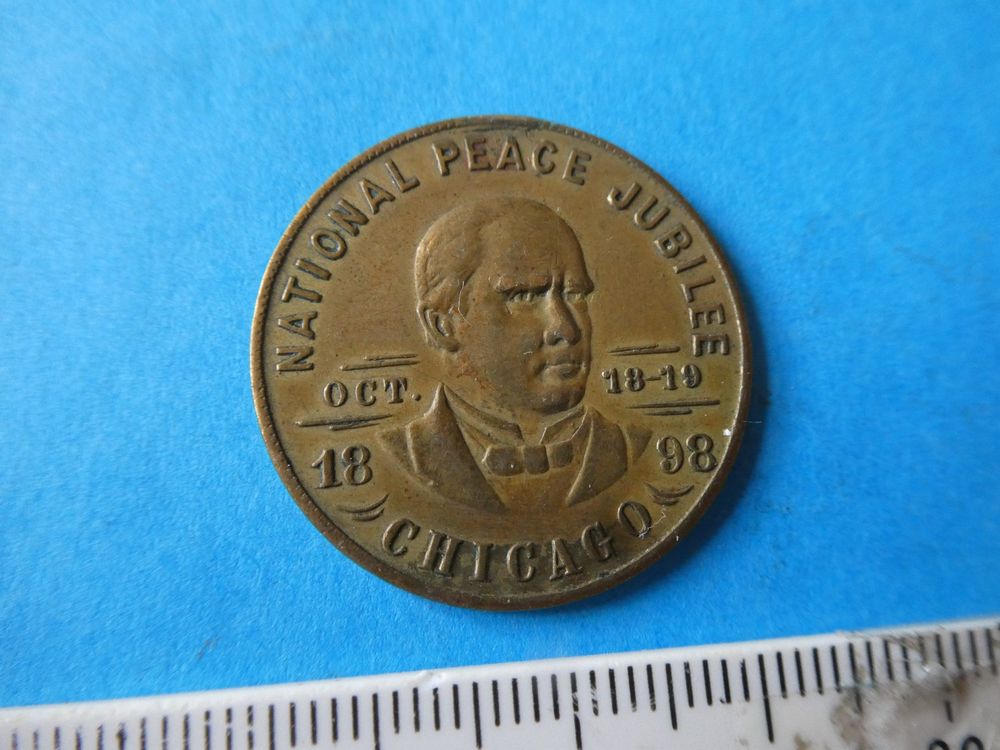 NATIONAL PEACE JUBILEE
OCT. 18-19
18 98
CHICAGO